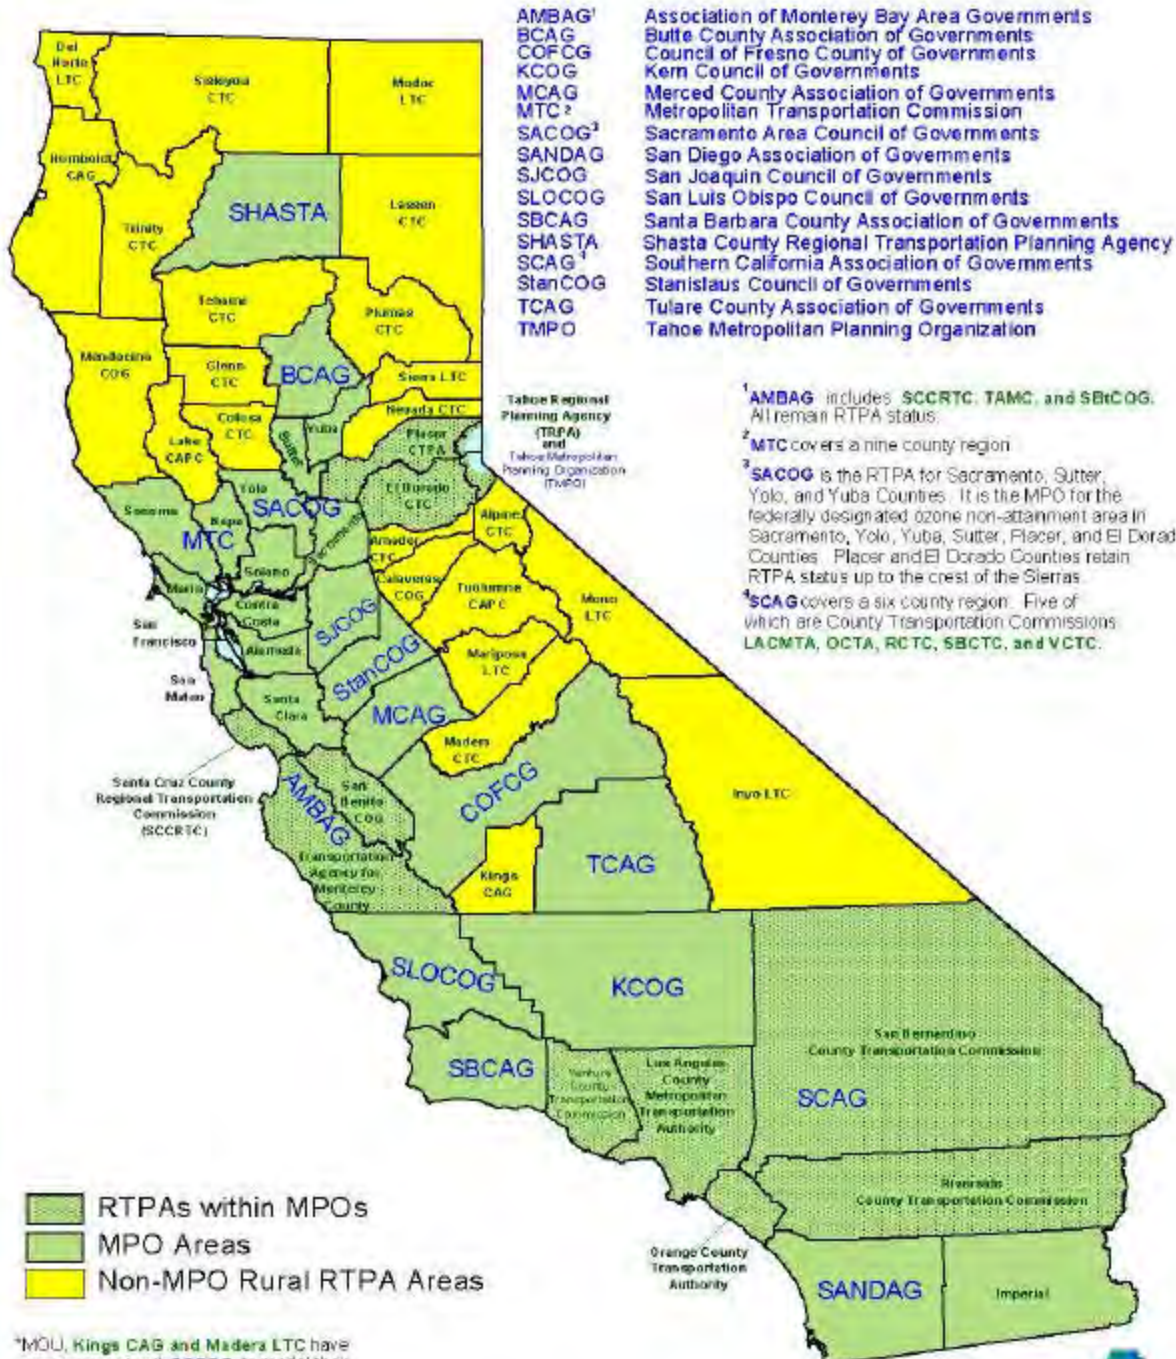 AMBAG¹ Association of Monterey Bay Area Governments
BCAG Butte County Association of Governments
COFCG Council of Fresno County of Governments
KCOG Kern Council of Governments
MCAG Merced County Association of Governments
MTC² Metropolitan Transportation Commission
SACOG³ Sacramento Area Council of Governments
SANDAG San Diego Association of Governments
SJCOG San Joaquin Council of Governments
SLOCOG San Luis Obispo Council of Governments
SBCAG Santa Barbara County Association of Governments
SHASTA Shasta County Regional Transportation Planning Agency
SCAG⁴ Southern California Association of Governments
StanCOG Stanislaus Council of Governments
TCAG Tulare County Association of Governments
TMPO Tahoe Metropolitan Planning Organization
¹AMBAG includes SCCRTC, TAMC, and SBtCOG.
All remain RTPA status.
²MTC covers a nine county region
³SACOG is the RTPA for Sacramento, Sutter,
Yolo, and Yuba Counties. It is the MPO for the
federally designated ozone non-attainment area in
Sacramento, Yolo, Yuba, Sutter, Placer, and El Dorad
Counties. Placer and El Dorado Counties retain
RTPA status up to the crest of the Sierras.
⁴SCAG covers a six county region. Five of
which are County Transportation Commissions
LACMTA, OCTA, RCTC, SBCTC, and VCTC.
Del
Norte
LTC
Siskiyou
CTC
Modoc
LTC
Humboldt
CAG
Trinity
CTC
SHASTA
Lassen
CTC
Tehama
CTC
Plumas
CTC
Mendocino
COG
Glenn
CTC
BCAG
Sierra LTC
Nevada CTC
Lake
CAPC
Colusa
CTC
Sutter
Yuba
Placer
CTPA
Tahoe Regional
Planning Agency
(TRPA)
and
Tahoe Metropolitan
Planning Organization
(TMPO)
Sonoma
Napa
Yolo
SACOG
El Dorado
CTC
MTC
Sacramento
Alpine
CTC
Amador
CTC
Marin
Solano
Calaveras
COG
Tuolumne
CAPC
Mono
LTC
Contra
Costa
San
Francisco
SJCOG
Alameda
StanCOG
Mariposa
LTC
San
Mateo
Santa
Clara
MCAG
Madera
CTC
Santa Cruz County
Regional Transportation
Commission
(SCCRTC)
AMBAG
San
Benito
COG
COFCG
Inyo LTC
Transportation
Agency for
Monterey
County
Kings
CAG
TCAG
SLOCOG
KCOG
San Bernardino
County Transportation Commission
SBCAG
Ventura
County
Transportation
Commission
Los Angeles
County
Metropolitan
Transportation
Authority
SCAG
Riverside
County Transportation Commission
Orange County
Transportation
Authority
SANDAG
Imperial
RTPAs within MPOs
MPO Areas
Non-MPO Rural RTPA Areas
*MOU, Kings CAG and Madera LTC have